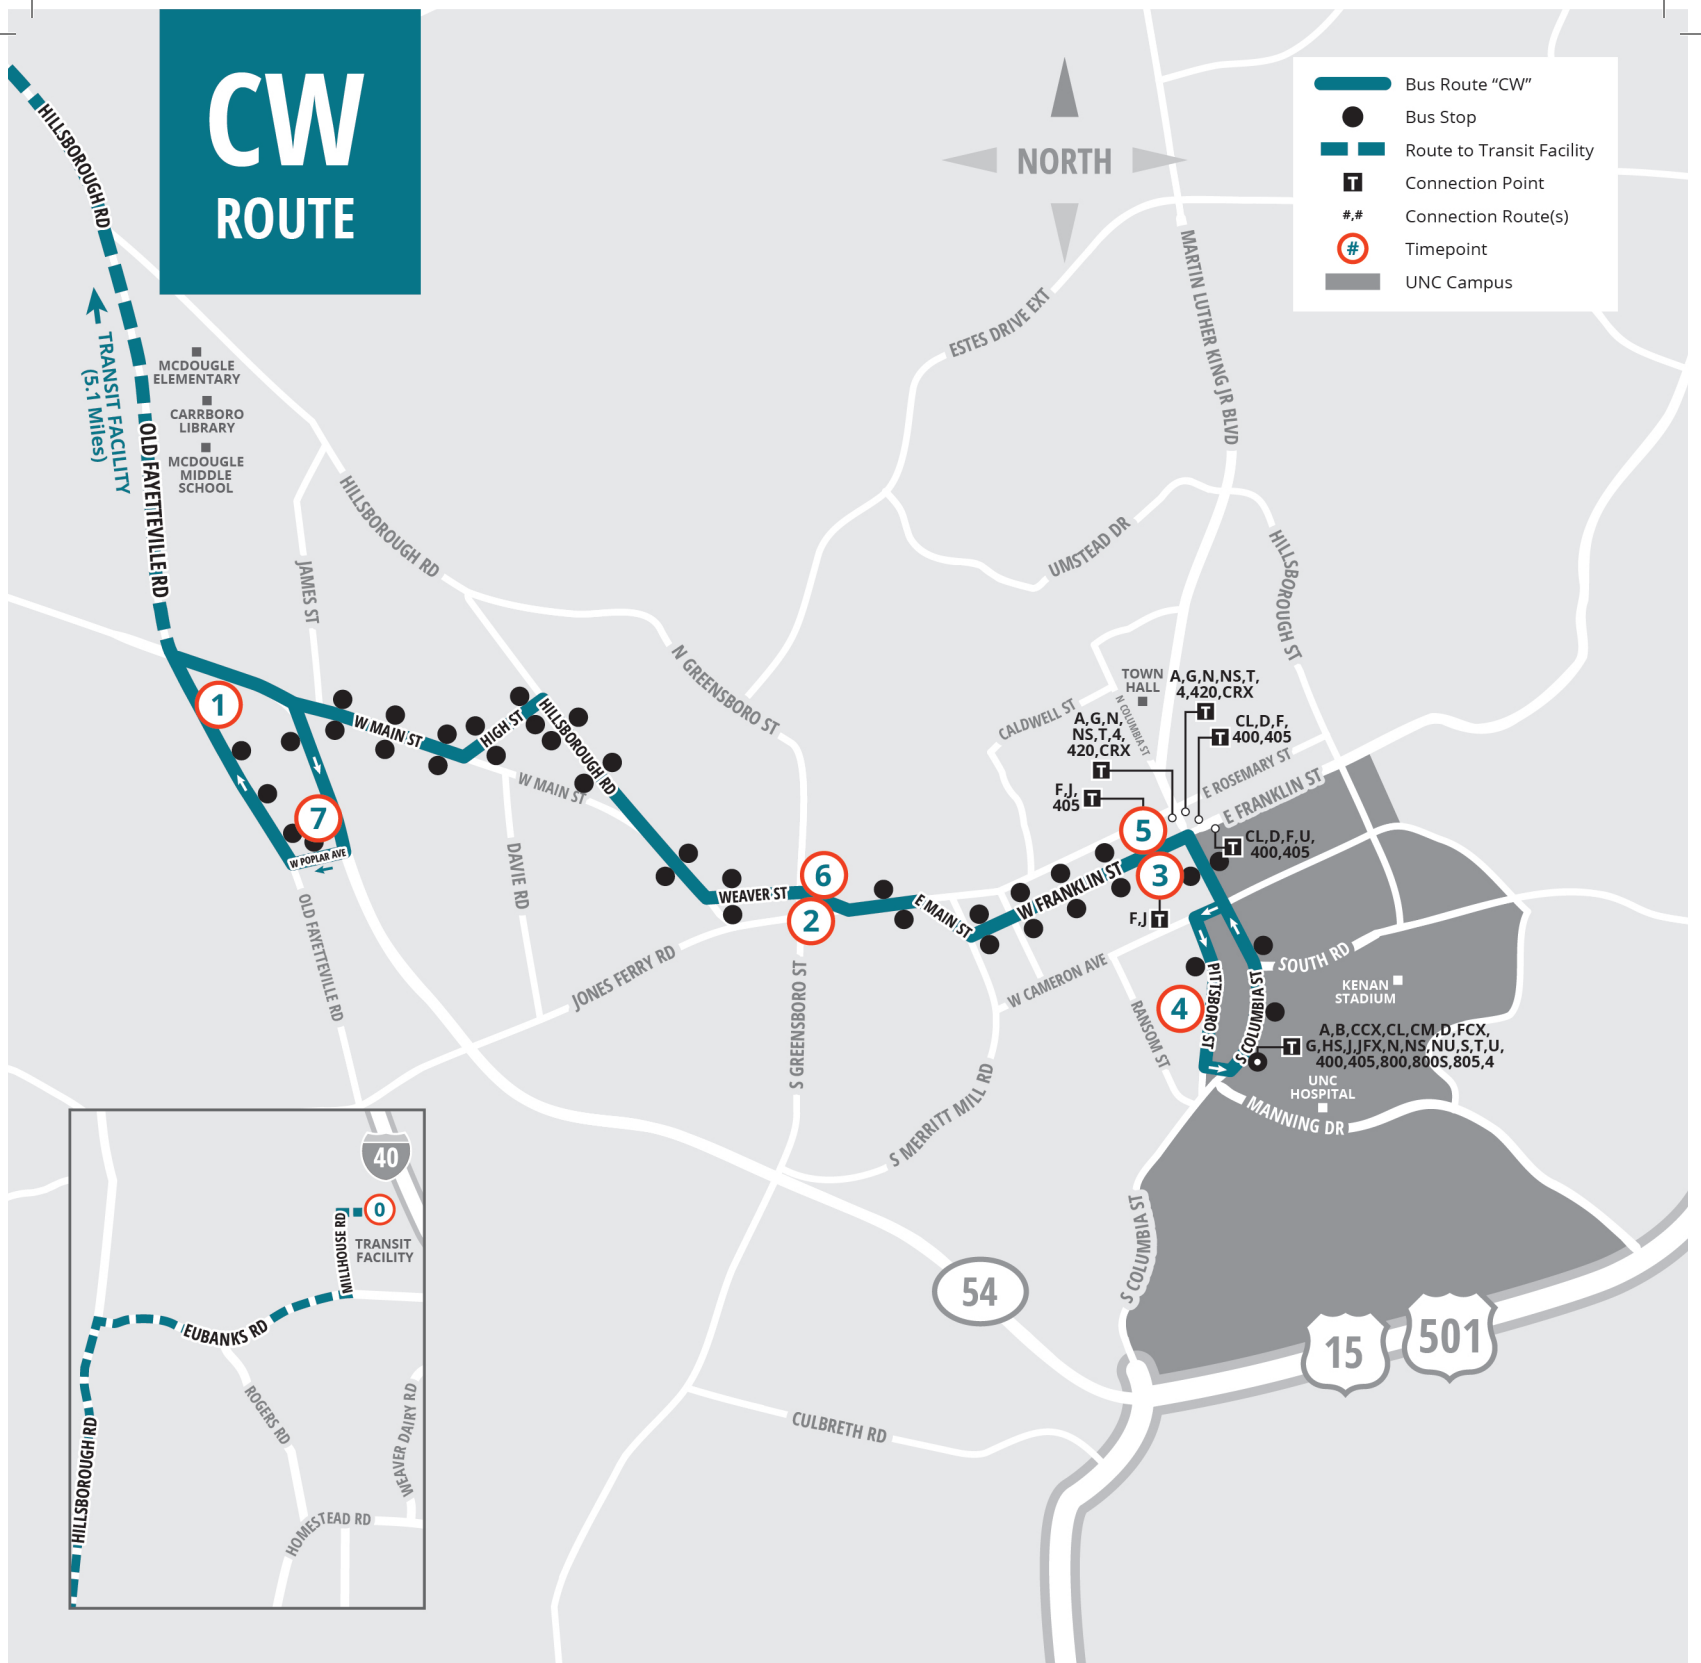 CW
ROUTE
Bus Route “CW”
Bus Stop
Route to Transit Facility
T
Connection Point
#,#
Connection Route(s)
#
Timepoint
UNC Campus
NORTH
HILLSBOROUGH RD
TRANSIT FACILITY
(5.1 Miles)
MCDOUGLE
ELEMENTARY
CARRBORO
LIBRARY
MCDOUGLE
MIDDLE
SCHOOL
OLD FAYETTEVILLE RD
JAMES ST
HILLSBOROUGH RD
ESTES DRIVE EXT
MARTIN LUTHER KING JR BLVD
UMSTEAD DR
HILLSBOROUGH ST
N GREENSBORO ST
CALDWELL ST
TOWN
HALL
N COLUMBIA ST
A,G,N,NS,T,
4,420,CRX
T
A,G,N,
NS,T,4,
420,CRX
T
CL,D,F,
400,405
T
F,J,
405
T
E ROSEMARY ST
E FRANKLIN ST
1
W MAIN ST
HIGH ST
HILLSBOROUGH RD
W MAIN ST
7
W POPLAR AVE
DAVIE RD
5
CL,D,F,U,
400,405
T
6
3
WEAVER ST
2
E MAIN ST
W FRANKLIN ST
F,J
T
OLD FAYETTEVILLE RD
JONES FERRY RD
S GREENSBORO ST
W CAMERON AVE
RANSOM ST
4
PITTSBORO ST
S COLUMBIA ST
SOUTH RD
KENAN
STADIUM
T
A,B,CCX,CL,CM,D,FCX,
G,HS,J,JFX,N,NS,NU,S,T,U,
400,405,800,800S,805,4
UNC
HOSPITAL
MANNING DR
S MERRITT MILL RD
S COLUMBIA ST
54
15
501
CULBRETH RD
40
0
TRANSIT
FACILITY
MILLHOUSE RD
EUBANKS RD
ROGERS RD
WEAVER DAIRY RD
HILLSBOROUGH RD
HOMESTEAD RD